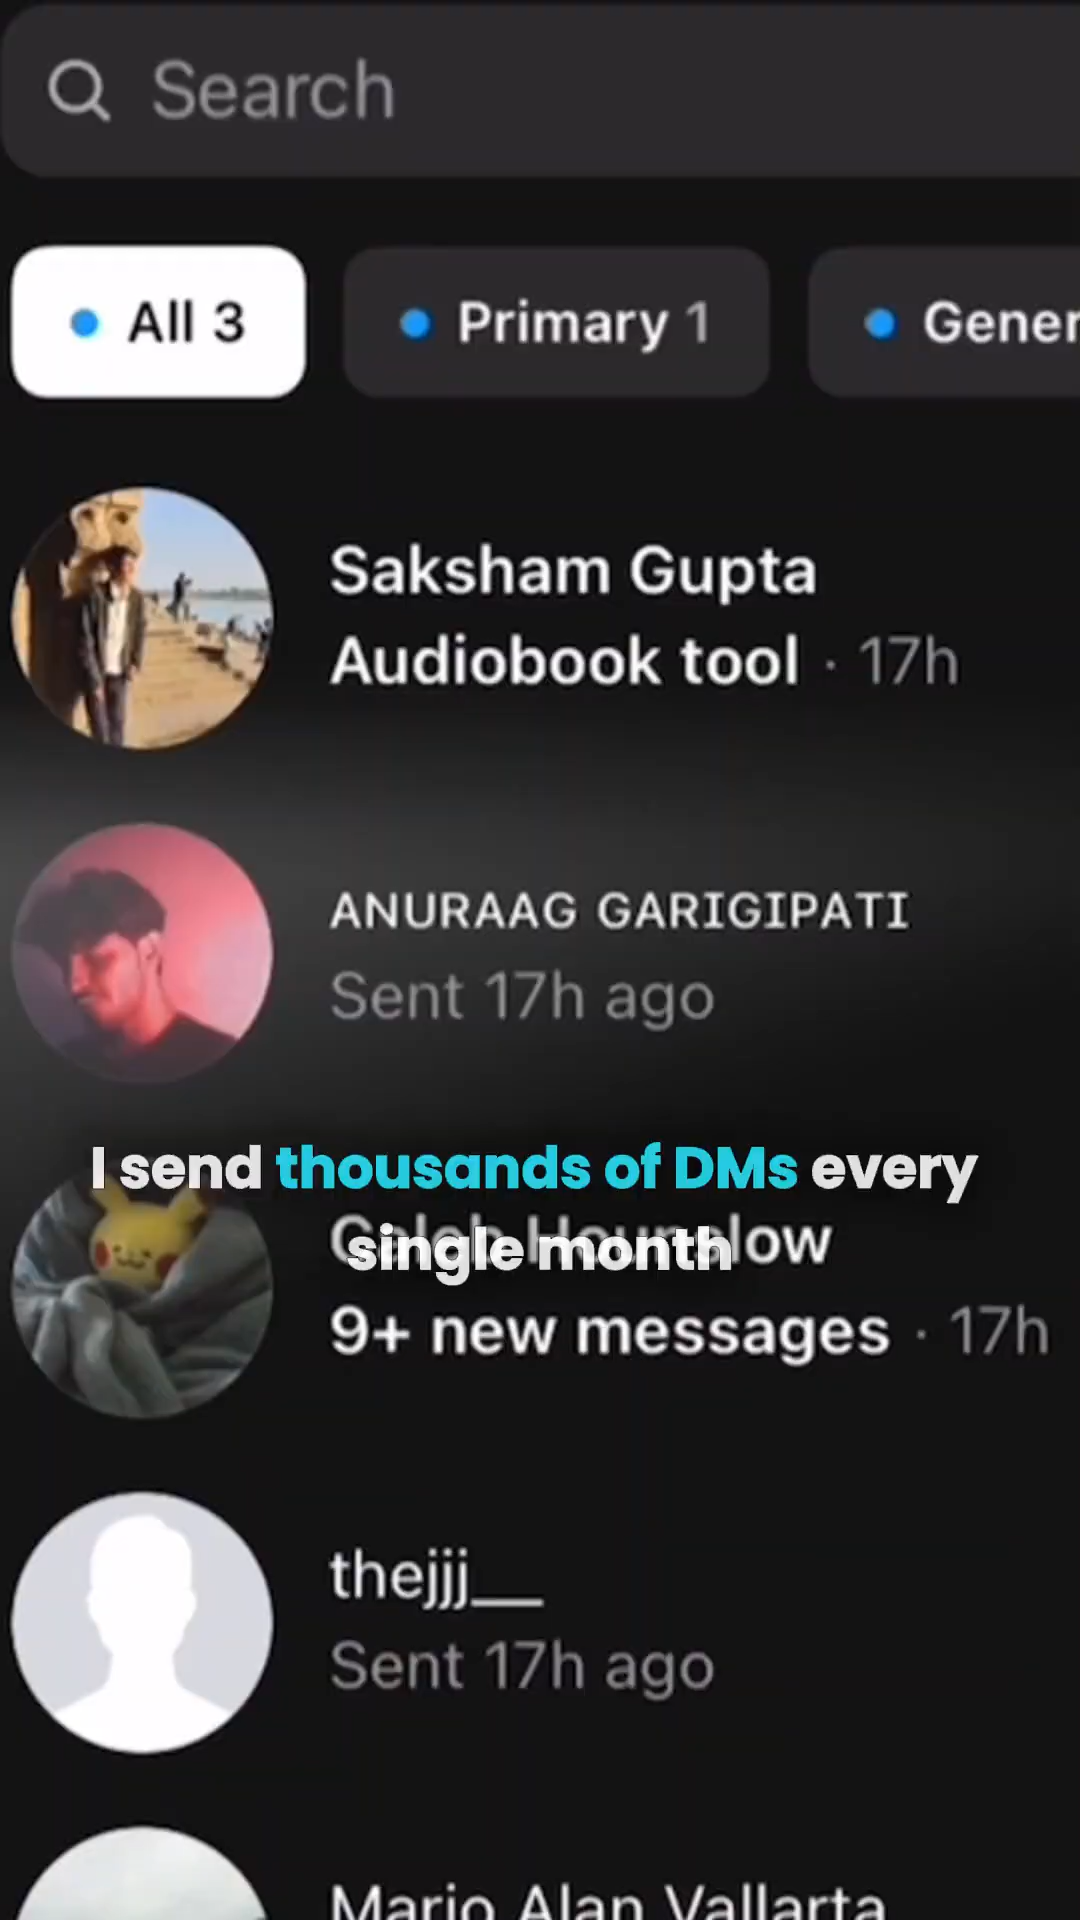 Search
All 3
Primary 1
Gener
Saksham Gupta
Audiobook tool · 17h
ANURAAG GARIGIPATI
Sent 17h ago
I send thousands of DMs every
single month
9+ new messages · 17h
thejjj__
Sent 17h ago
Mario Alan Vallarta